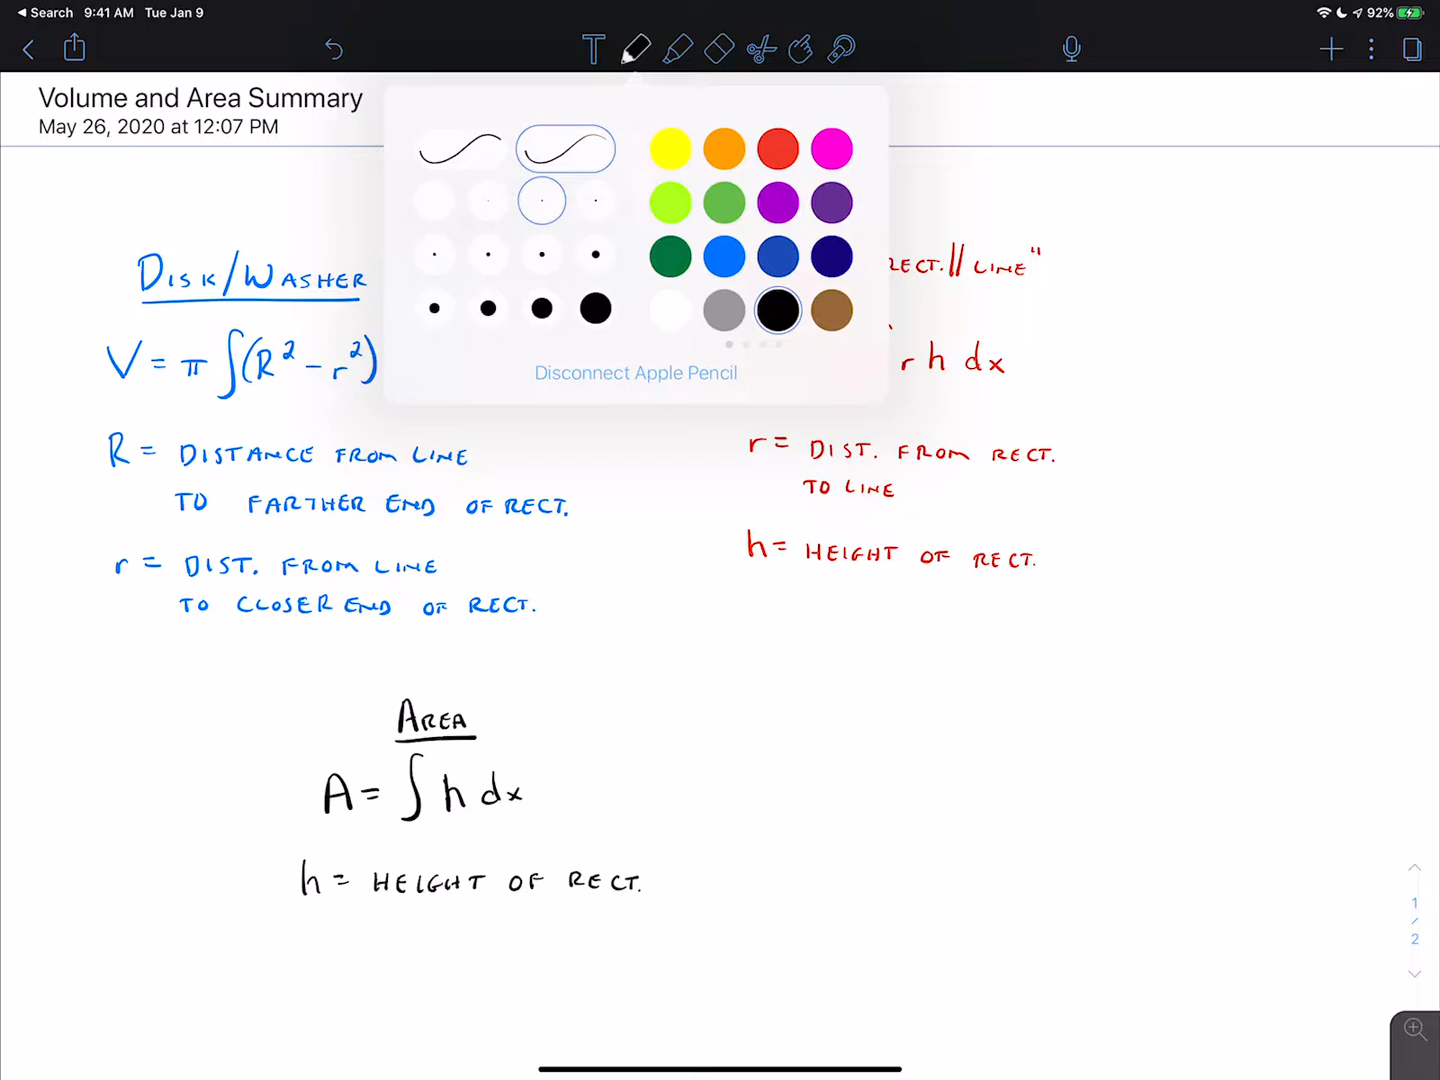 Search 9:41 AM Tue Jan 9 92%
T
Volume and Area Summary
May 26, 2020 at 12:07 PM
Disconnect Apple Pencil
DISK/WASHER
V = π ∫(R² - r²)
R = DISTANCE FROM LINE
TO FARTHER END OF RECT.
r = DIST. FROM LINE
TO CLOSER END OF RECT.
RECT. // LINE"
r h dx
r = DIST. FROM RECT.
TO LINE
h = HEIGHT OF RECT.
AREA
A = ∫ h dx
h = HEIGHT OF RECT.
1
/
2